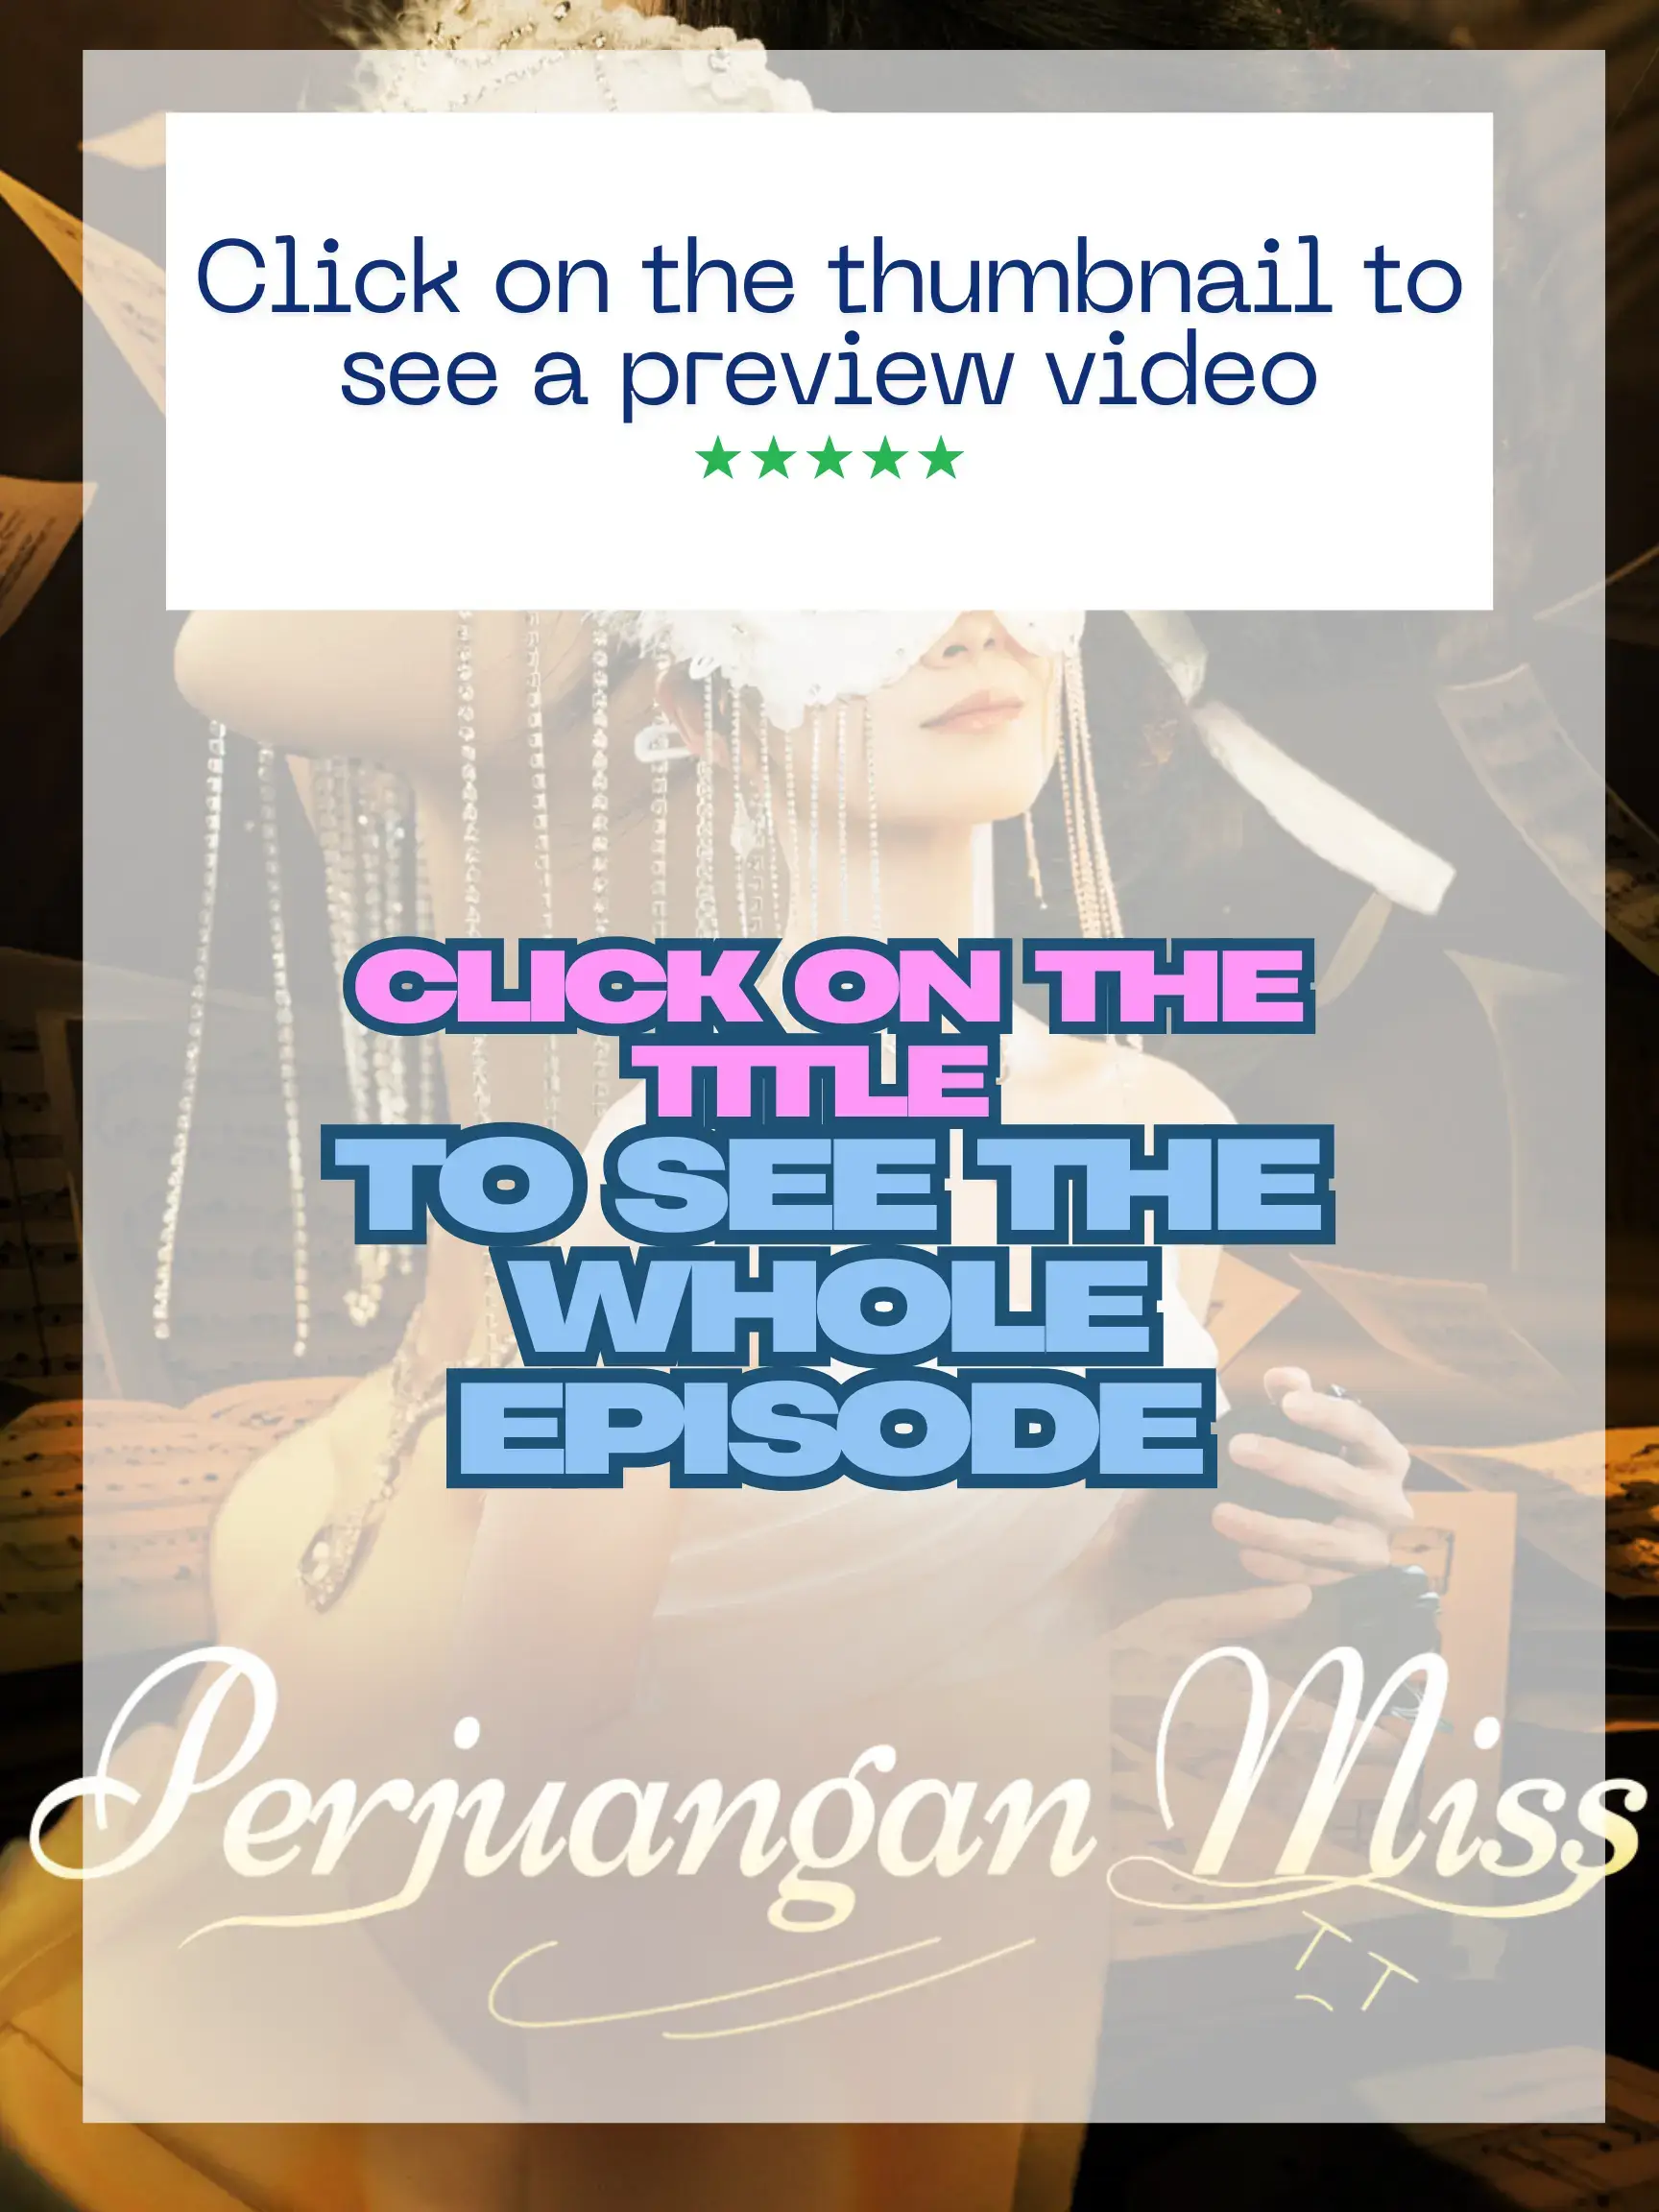 Click on the thumbnail to
see a preview video
★★★★★
CLICK ON THE
TITLE
TO SEE THE
WHOLE
EPISODE
Perjuangan Miss